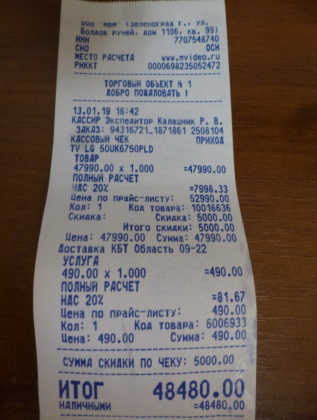 ООО "МВМ" (Зеленоград г., ул.
Болдов Ручей, дом 1106, кв. 99)
ИНН 7707548740
СНО ОСН
МЕСТО РАСЧЕТА www.mvideo.ru
РНККТ 0000698235052472
ТОРГОВЫЙ ОБЪЕКТ № 1
ДОБРО ПОЖАЛОВАТЬ !
13.01.19 16:42
КАССИР Экспедитор Калашник Р. В.
ЗАКАЗ: 94316721_1871861 2508104
КАССОВЫЙ ЧЕК ПРИХОД
TV LG 50UK6750PLD
ТОВАР
47990.00 x 1.000 =47990.00
ПОЛНЫЙ РАСЧЕТ
НДС 20% =7998.33
Цена по прайс-листу: 52990.00
Кол: 1 Код товара: 10016636
Скидка: Скидка: 5000.00
Итого скидки: 5000.00
Цена: 47990.00 Сумма: 47990.00
Доставка КБТ Область 09-22
УСЛУГА
490.00 x 1.000 =490.00
ПОЛНЫЙ РАСЧЕТ
НДС 20% =81.67
Цена по прайс-листу: 490.00
Кол: 1 Код товара: 6006933
Цена: 490.00 Сумма: 490.00
СУММА СКИДКИ ПО ЧЕКУ: 5000.00
ИТОГ 48480.00
НАЛИЧНЫМИ =48480.00